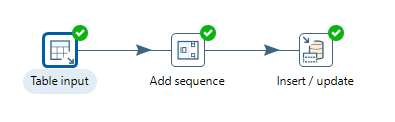 Table input
Add sequence
Insert / update